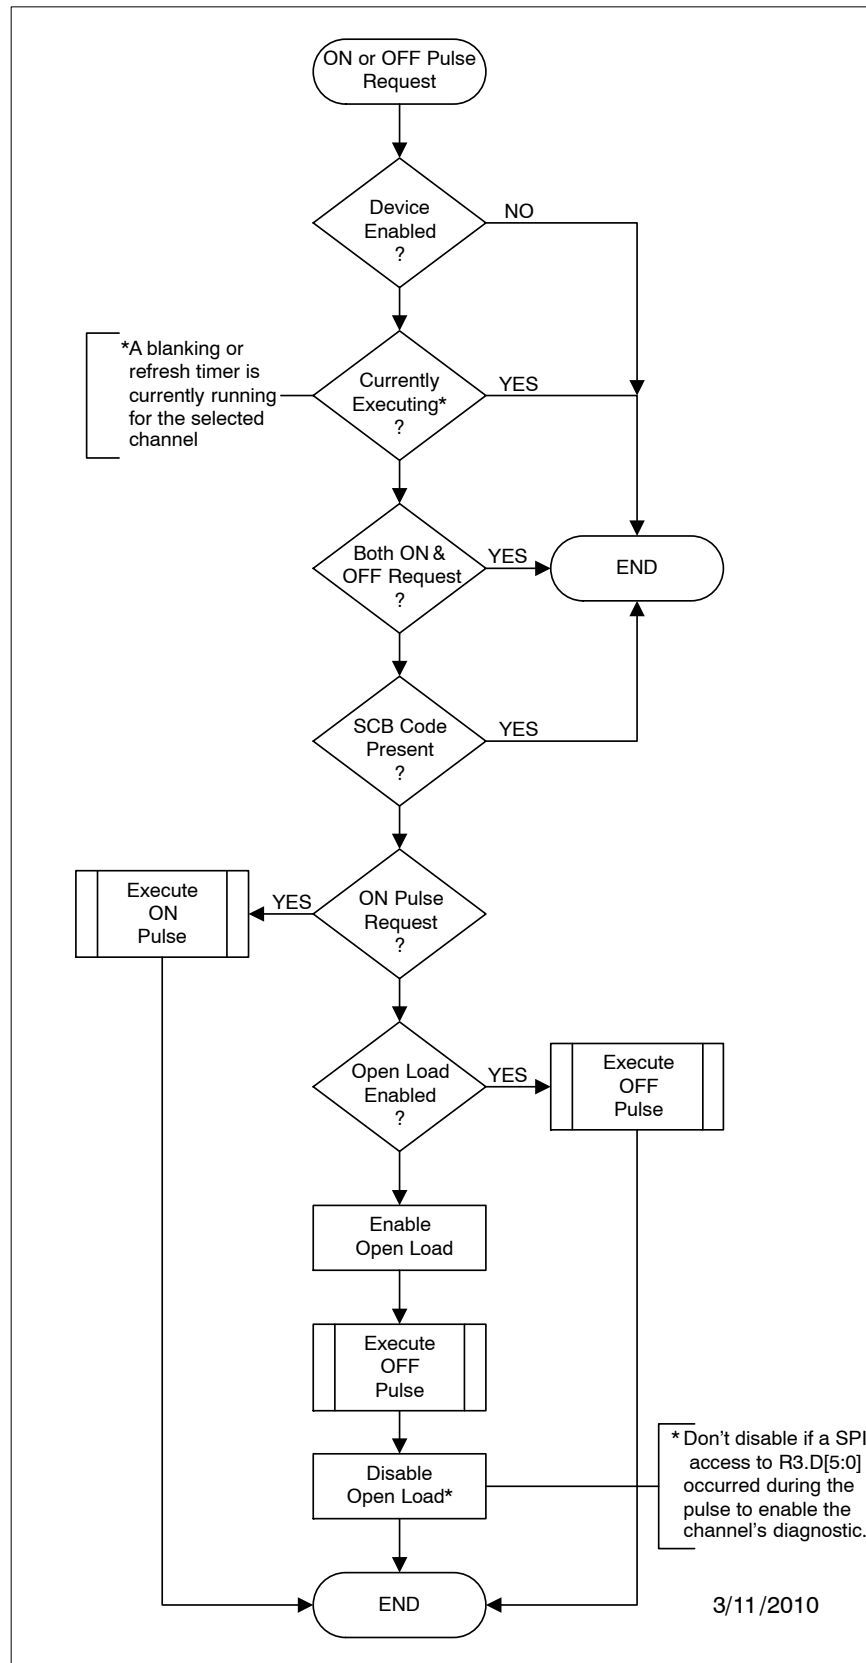 ON or OFF Pulse
Request
Device
Enabled
?
NO
*A blanking or
refresh timer is
currently running
for the selected
channel
Currently
Executing*
?
YES
Both ON &
OFF Request
?
YES
END
SCB Code
Present
?
YES
Execute
ON
Pulse
YES
ON Pulse
Request
?
Open Load
Enabled
?
YES
Execute
OFF
Pulse
Enable
Open Load
Execute
OFF
Pulse
Disable
Open Load*
* Don't disable if a SPI
access to R3.D[5:0]
occurred during the
pulse to enable the
channel's diagnostic.
END
3/11/2010